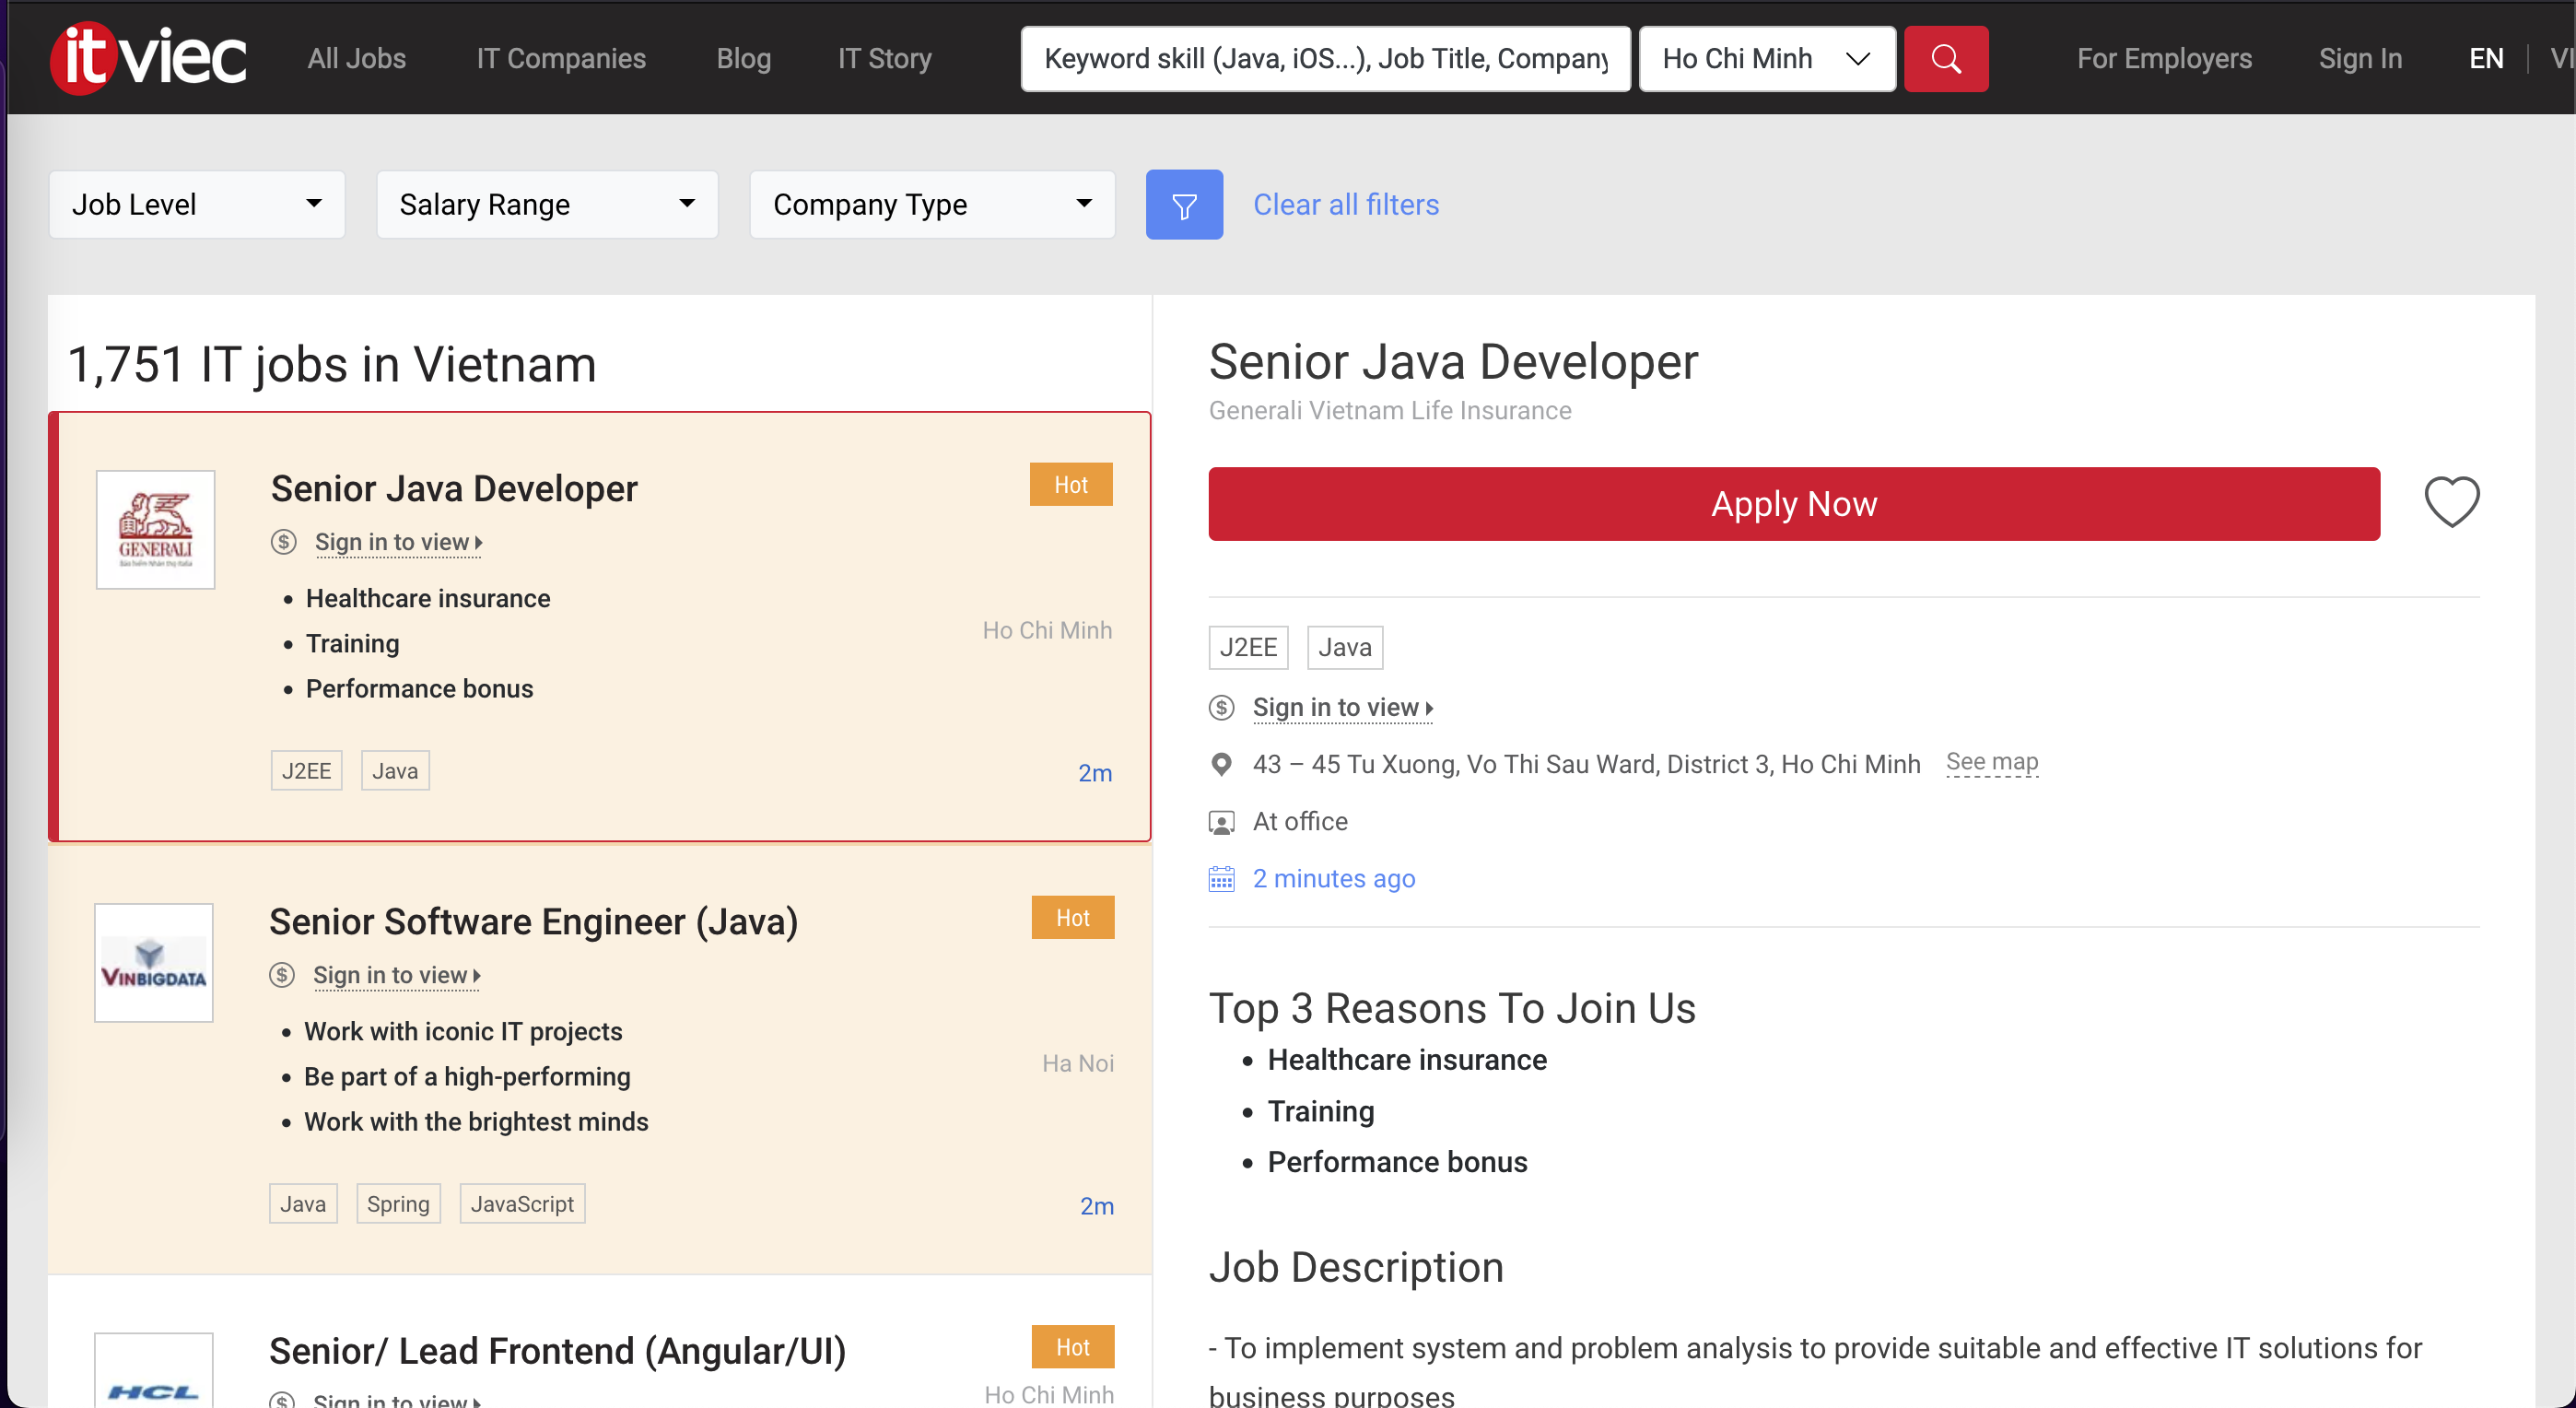 itviec
All Jobs
IT Companies
Blog
IT Story
Keyword skill (Java, iOS...), Job Title, Company
Ho Chi Minh
For Employers
Sign In
EN
VI
Job Level
Salary Range
Company Type
Clear all filters
1,751 IT jobs in Vietnam
Senior Java Developer
Hot
GENERALI
Sign in to view
Healthcare insurance
Training
Performance bonus
Ho Chi Minh
J2EE
Java
2m
Senior Software Engineer (Java)
Hot
VINBIGDATA
Sign in to view
Work with iconic IT projects
Be part of a high-performing
Work with the brightest minds
Ha Noi
Java
Spring
JavaScript
2m
Senior/ Lead Frontend (Angular/UI)
Hot
HCL
Sign in to view
Ho Chi Minh
Senior Java Developer
Generali Vietnam Life Insurance
Apply Now
J2EE
Java
Sign in to view
43 – 45 Tu Xuong, Vo Thi Sau Ward, District 3, Ho Chi Minh
See map
At office
2 minutes ago
Top 3 Reasons To Join Us
Healthcare insurance
Training
Performance bonus
Job Description
- To implement system and problem analysis to provide suitable and effective IT solutions for
business purposes